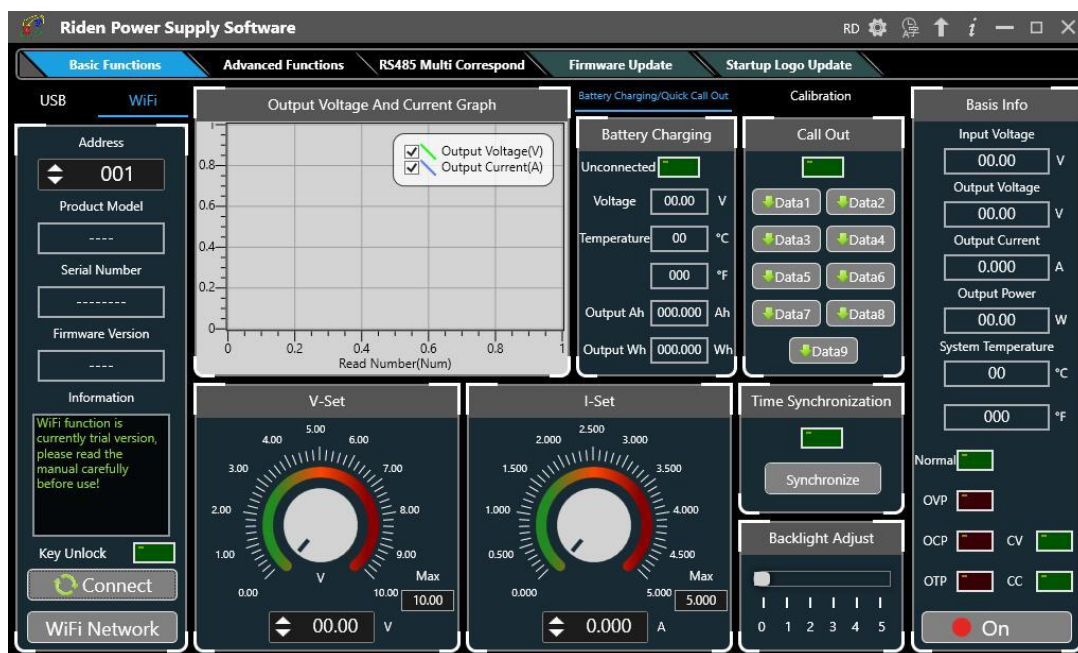 Riden Power Supply Software
RD
Basic Functions
Advanced Functions
RS485 Multi Correspond
Firmware Update
Startup Logo Update
USB
WiFi
Address
001
Product Model
----
Serial Number
--------
Firmware Version
----
Information
WiFi function is
currently trial version,
please read the
manual carefully
before use!
Key Unlock
Connect
WiFi Network
Output Voltage And Current Graph
Output Voltage(V)
Output Current(A)
1
0.8
0.6
0.4
0.2
0
0 0.2 0.4 0.6 0.8 1
Read Number(Num)
V-Set
0.00
1.00
2.00
3.00
4.00
5.00
6.00
7.00
8.00
9.00
10.00
V
Max
10.00
00.00 V
I-Set
0.000
0.500
1.000
1.500
2.000
2.500
3.000
3.500
4.000
4.500
5.000
A
Max
5.000
0.000 A
Battery Charging/Quick Call Out
Calibration
Battery Charging
Unconnected
Voltage 00.00 V
Temperature 00 °C
000 °F
Output Ah 000.000 Ah
Output Wh 000.000 Wh
Call Out
Data1 Data2
Data3 Data4
Data5 Data6
Data7 Data8
Data9
Time Synchronization
Synchronize
Backlight Adjust
0 1 2 3 4 5
Basis Info
Input Voltage
00.00 V
Output Voltage
00.00 V
Output Current
0.000 A
Output Power
00.00 W
System Temperature
00 °C
000 °F
Normal
OVP
OCP CV
OTP CC
On